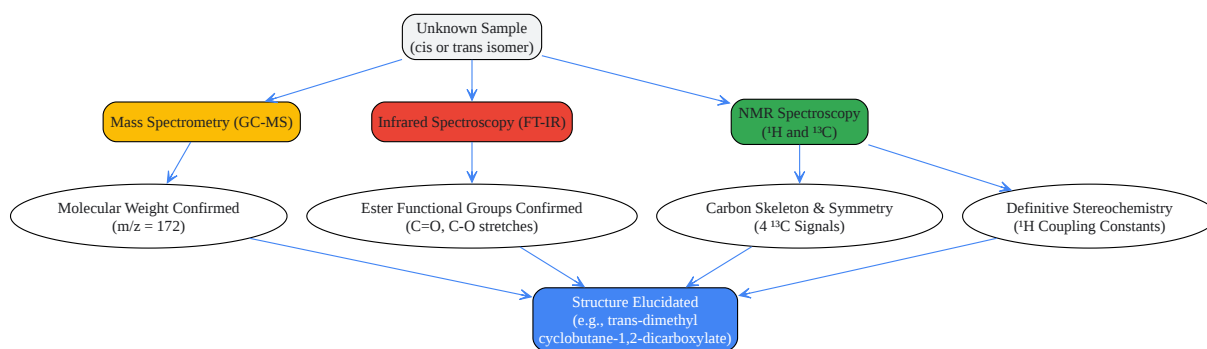 Unknown Sample
(cis or trans isomer)
Mass Spectrometry (GC-MS)
Infrared Spectroscopy (FT-IR)
NMR Spectroscopy
(¹H and ¹³C)
Molecular Weight Confirmed
(m/z = 172)
Ester Functional Groups Confirmed
(C=O, C-O stretches)
Carbon Skeleton & Symmetry
(4 ¹³C Signals)
Definitive Stereochemistry
(¹H Coupling Constants)
Structure Elucidated
(e.g., trans-dimethyl
cyclobutane-1,2-dicarboxylate)